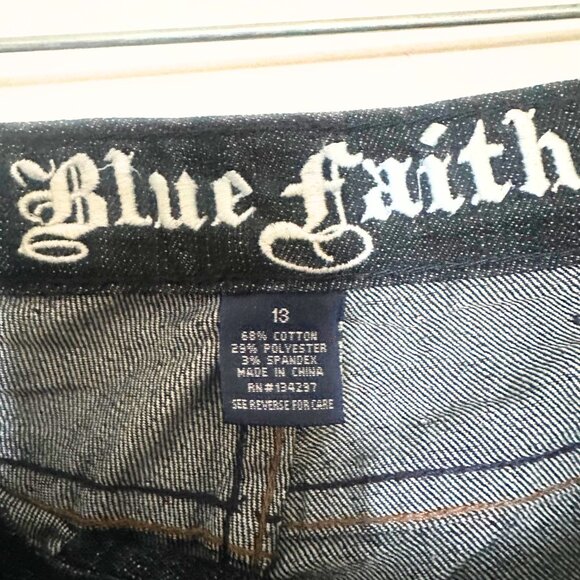 Blue Faith
13
68% COTTON
29% POLYESTER
3% SPANDEX
MADE IN CHINA
RN#134297
SEE REVERSE FOR CARE